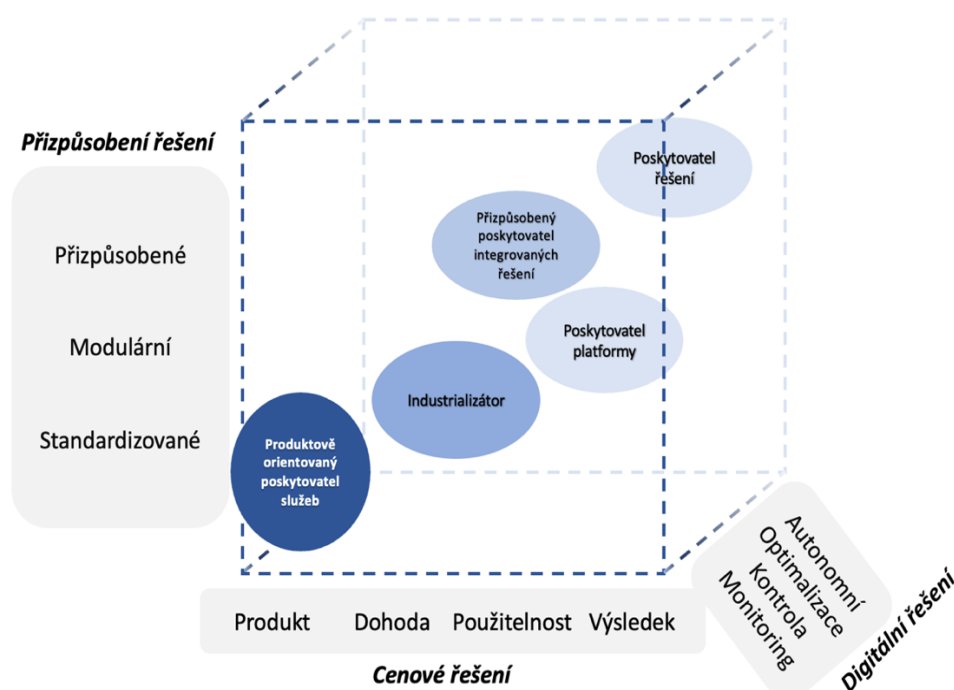 Přizpůsobení řešení
Přizpůsobené
Modulární
Standardizované
Poskytovatel
řešení
Přizpůsobený
poskytovatel
integrovaných
řešení
Poskytovatel
platformy
Industrializátor
Produktově
orientovaný
poskytovatel
služeb
Produkt Dohoda Použitelnost Výsledek
Cenové řešení
Autonomní
Optimalizace
Kontrola
Monitoring
Digitální řešení